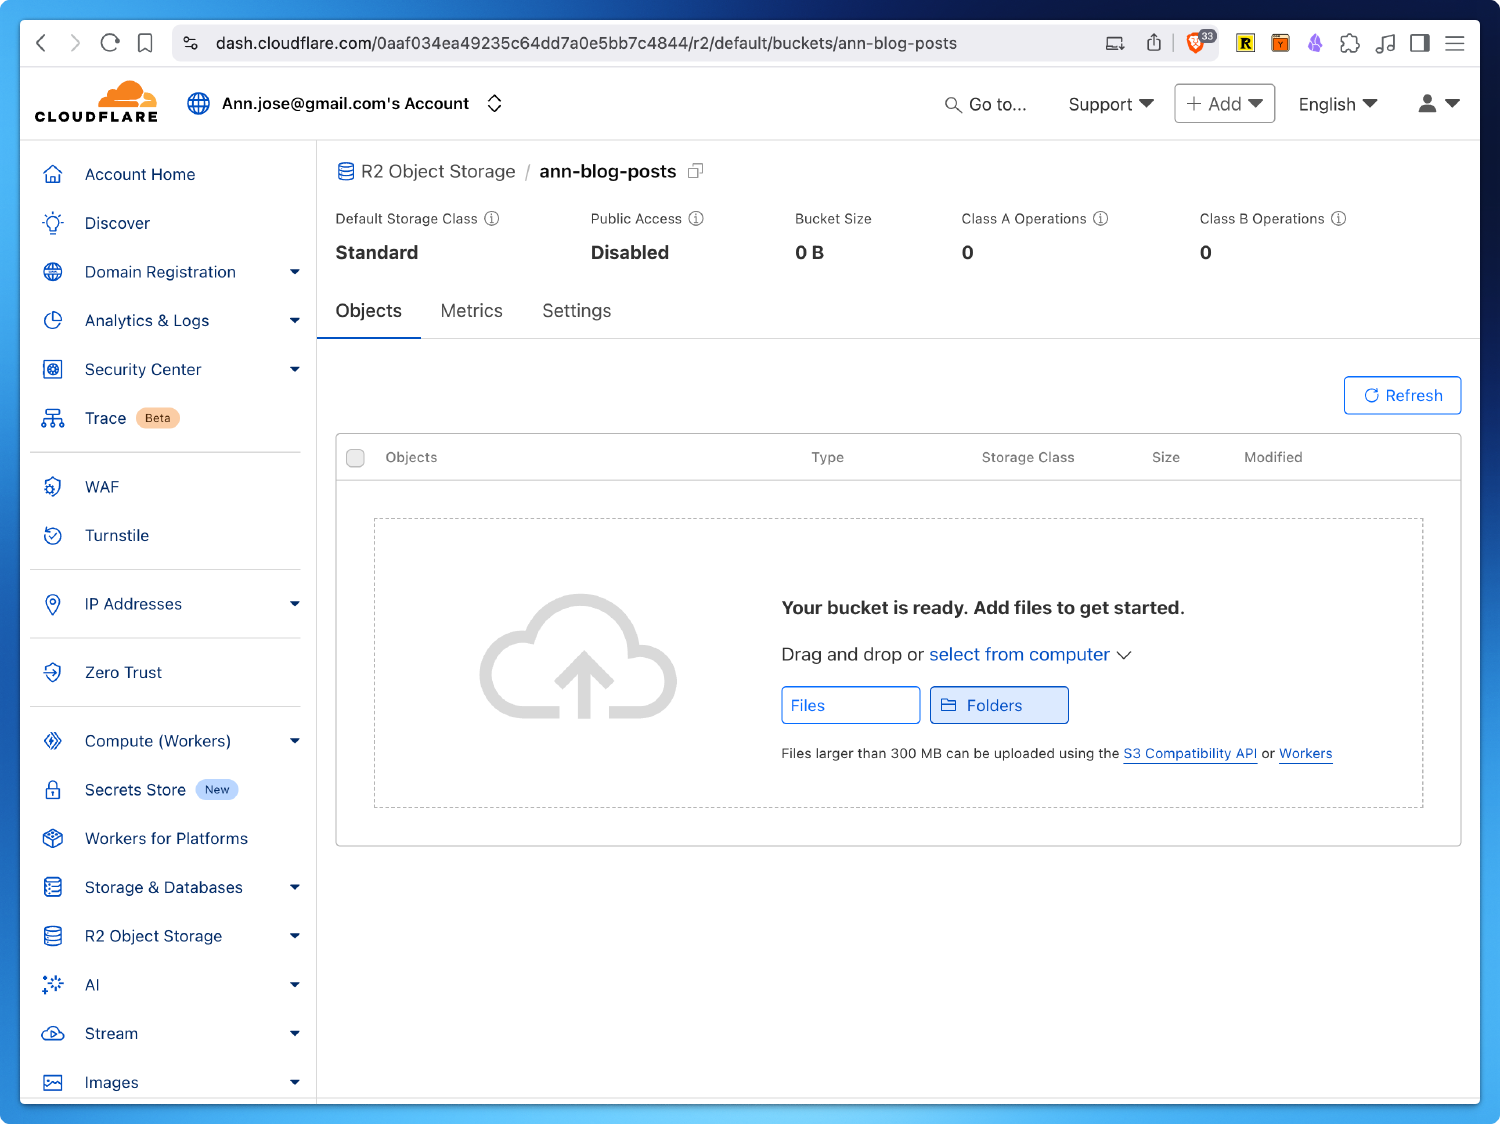 dash.cloudflare.com/0aaf034ea49235c64dd7a0e5bb7c4844/r2/default/buckets/ann-blog-posts
33
R
Y
CLOUDFLARE
Ann.jose@gmail.com's Account
Go to...
Support
+ Add
English
Account Home
Discover
Domain Registration
Analytics & Logs
Security Center
Trace Beta
WAF
Turnstile
IP Addresses
Zero Trust
Compute (Workers)
Secrets Store New
Workers for Platforms
Storage & Databases
R2 Object Storage
AI
Stream
Images
R2 Object Storage / ann-blog-posts
Default Storage Class
Standard
Public Access
Disabled
Bucket Size
0 B
Class A Operations
0
Class B Operations
0
Objects Metrics Settings
Refresh
Objects Type Storage Class Size Modified
Your bucket is ready. Add files to get started.
Drag and drop or select from computer
Files Folders
Files larger than 300 MB can be uploaded using the S3 Compatibility API or Workers